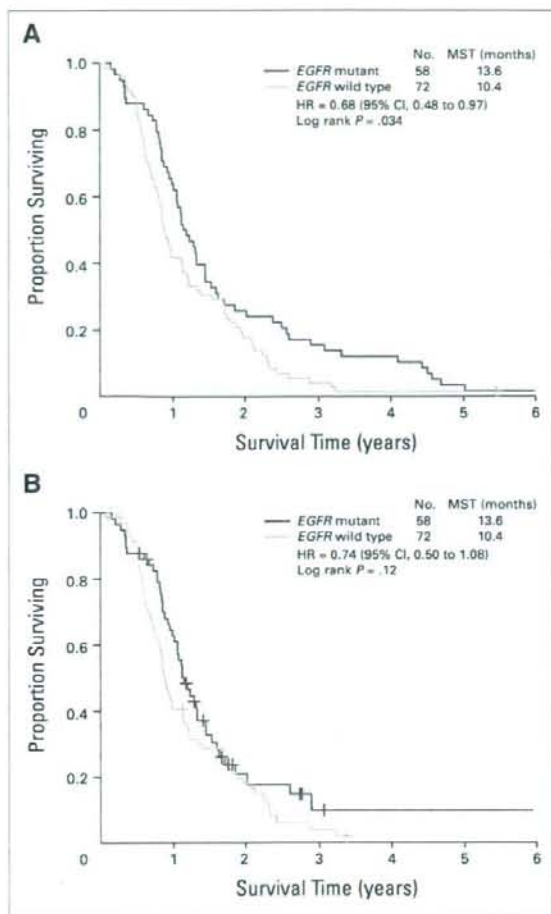 A
No. MST (months)
EGFR mutant 58 13.6
EGFR wild type 72 10.4
HR = 0.68 (95% CI, 0.48 to 0.97)
Log rank P = .034
Proportion Surviving
1.0
0.8
0.6
0.4
0.2
0 1 2 3 4 5 6
Survival Time (years)
B
No. MST (months)
EGFR mutant 58 13.6
EGFR wild type 72 10.4
HR = 0.74 (95% CI, 0.50 to 1.08)
Log rank P = .12
Proportion Surviving
1.0
0.8
0.6
0.4
0.2
0 1 2 3 4 5 6
Survival Time (years)